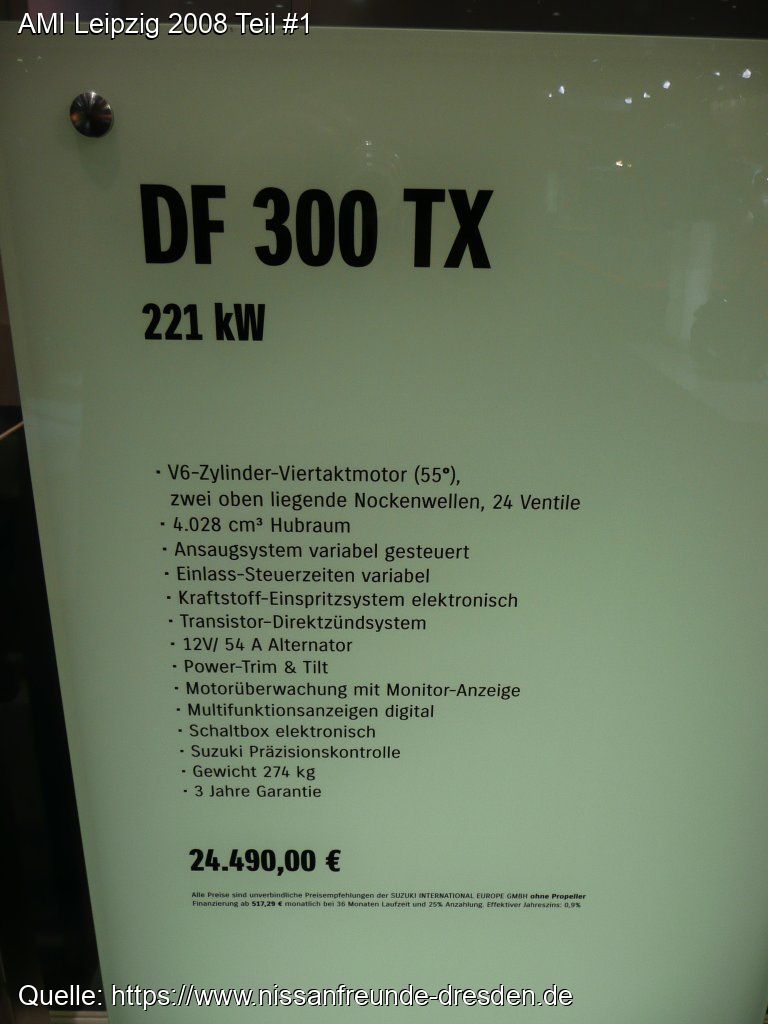 AMI Leipzig 2008 Teil #1
DF 300 TX
221 kW
· V6-Zylinder-Viertaktmotor (55°),
zwei oben liegende Nockenwellen, 24 Ventile
· 4.028 cm³ Hubraum
· Ansaugsystem variabel gesteuert
· Einlass-Steuerzeiten variabel
· Kraftstoff-Einspritzsystem elektronisch
· Transistor-Direktzündsystem
· 12V/ 54 A Alternator
· Power-Trim & Tilt
· Motorüberwachung mit Monitor-Anzeige
· Multifunktionsanzeigen digital
· Schaltbox elektronisch
· Suzuki Präzisionskontrolle
· Gewicht 274 kg
· 3 Jahre Garantie
24.490,00 €
Alle Preise sind unverbindliche Preisempfehlungen der SUZUKI INTERNATIONAL EUROPE GMBH ohne Propeller
Finanzierung ab 517,29 € monatlich bei 36 Monaten Laufzeit und 25% Anzahlung. Effektiver Jahreszins: 0,9%
Quelle: https://www.nissanfreunde-dresden.de